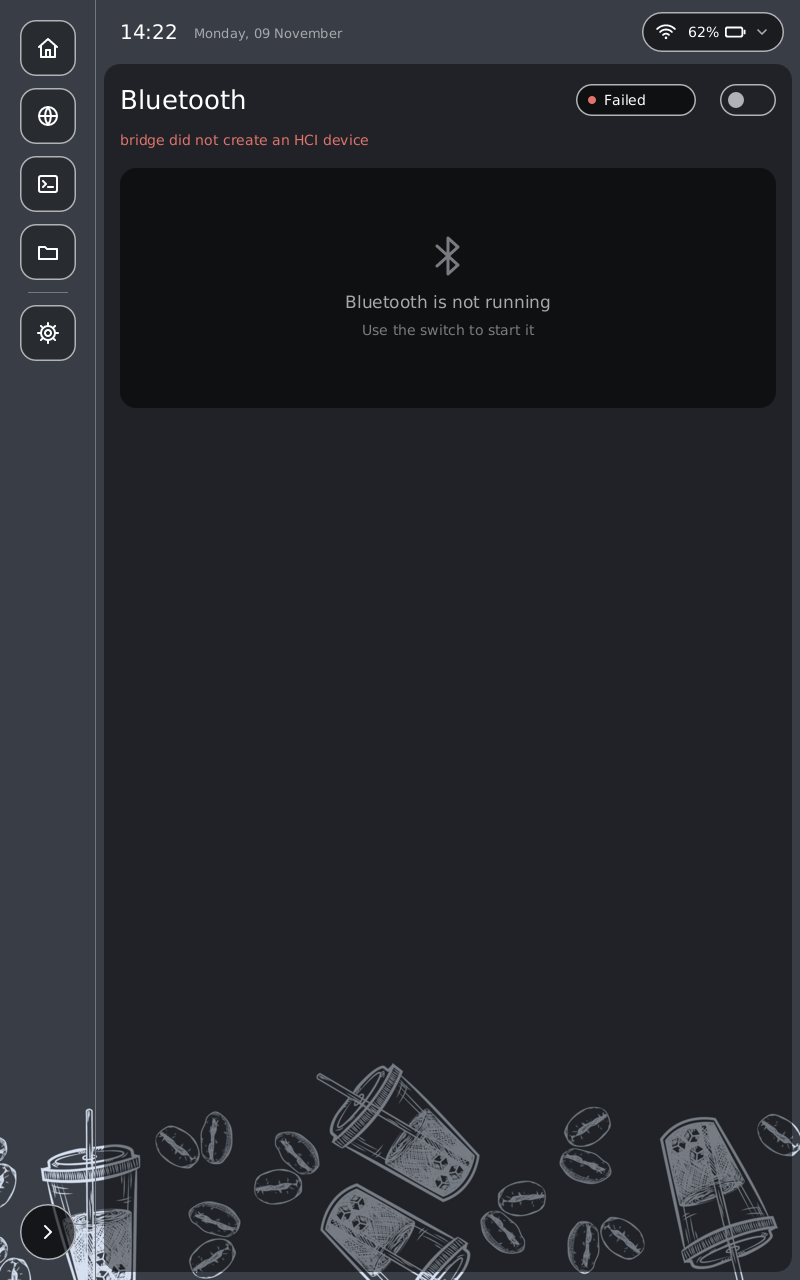 14:22 Monday, 09 November 62%
Bluetooth Failed
bridge did not create an HCI device
Bluetooth is not running
Use the switch to start it